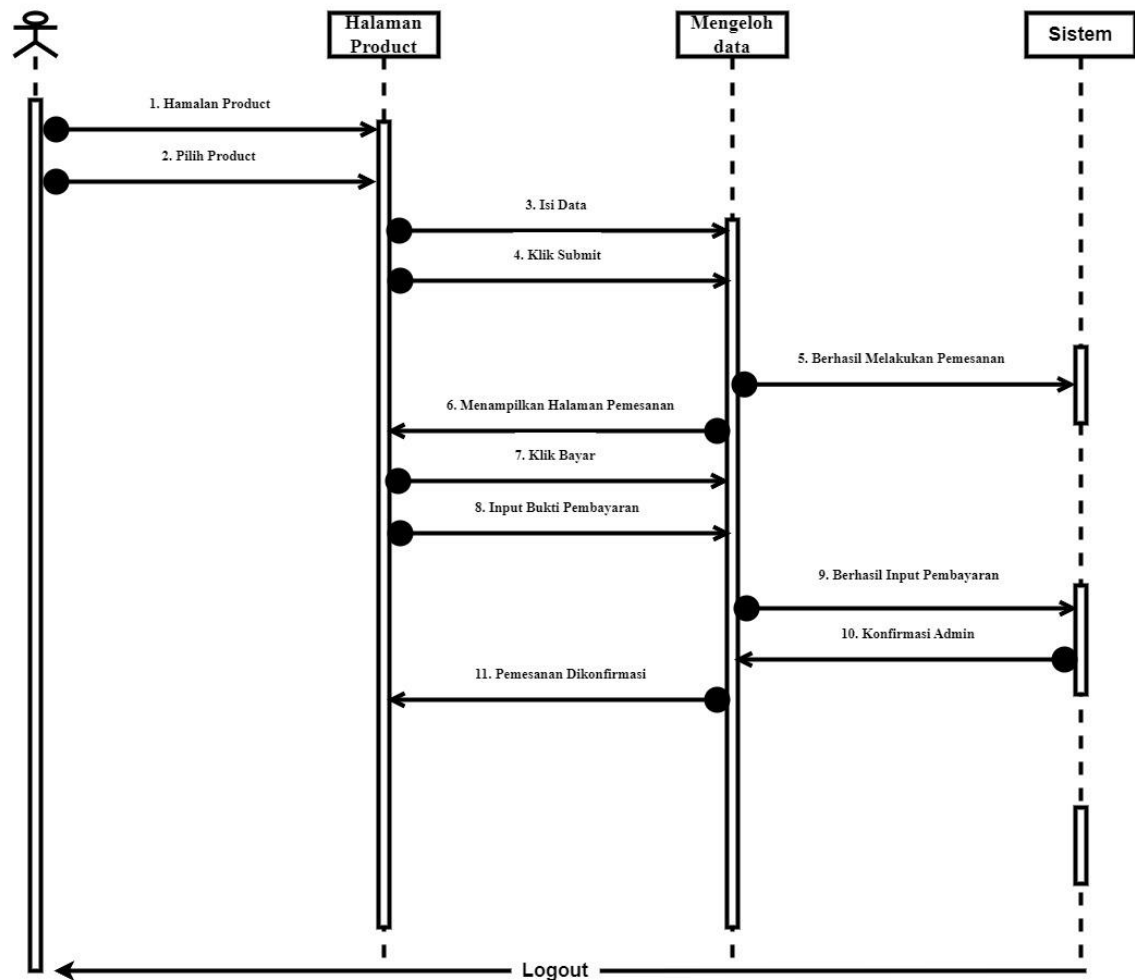 Halaman
Product
Mengeloh
data
Sistem
1. Hamalan Product
2. Pilih Product
3. Isi Data
4. Klik Submit
5. Berhasil Melakukan Pemesanan
6. Menampilkan Halaman Pemesanan
7. Klik Bayar
8. Input Bukti Pembayaran
9. Berhasil Input Pembayaran
10. Konfirmasi Admin
11. Pemesanan Dikonfirmasi
Logout